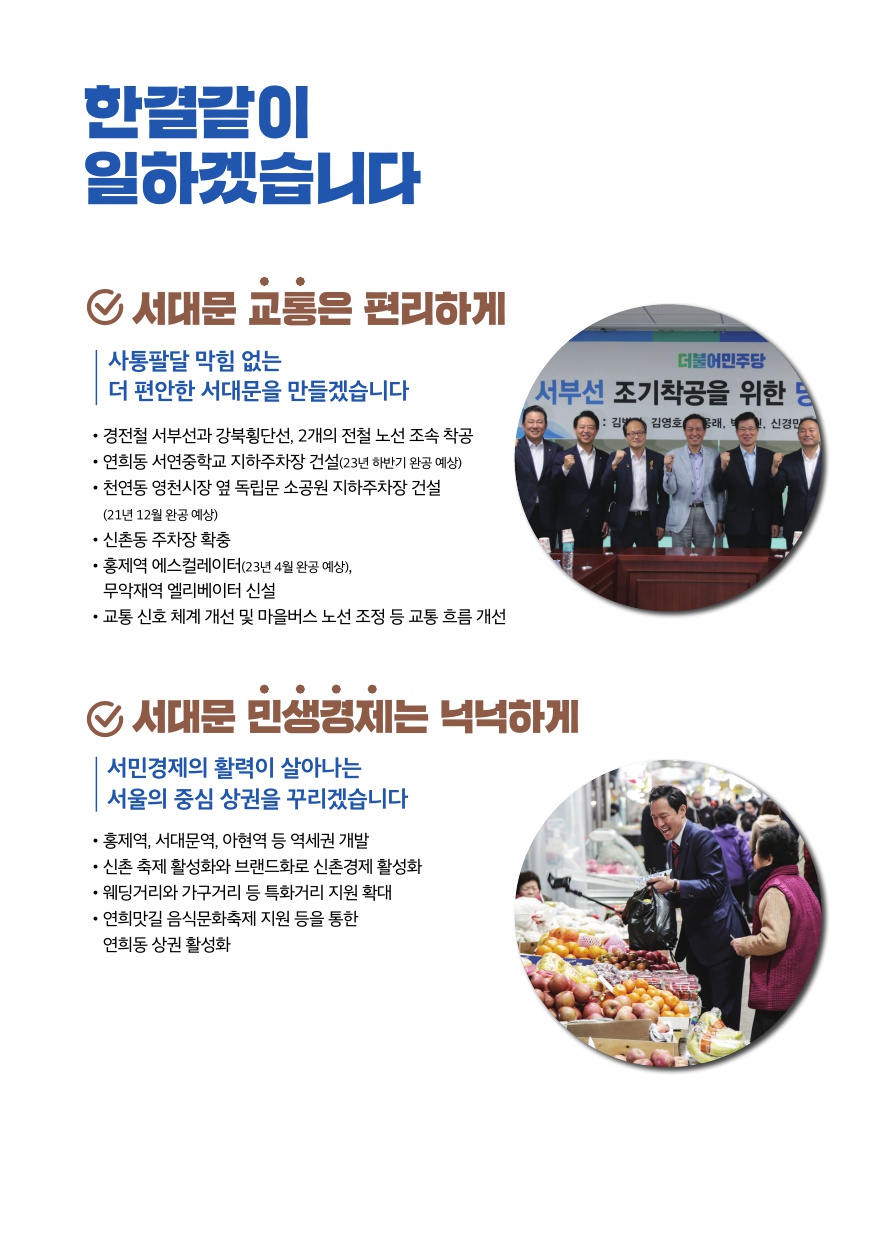 한결같이
일하겠습니다
서대문 교통은 편리하게
사통팔달 막힘 없는
더 편안한 서대문을 만들겠습니다
• 경전철 서부선과 강북횡단선, 2개의 전철 노선 조속 착공
• 연희동 서연중학교 지하주차장 건설(23년 하반기 완공 예상)
• 천연동 영천시장 옆 독립문 소공원 지하주차장 건설
(21년 12월 완공 예상)
• 신촌동 주차장 확충
• 홍제역 에스컬레이터(23년 4월 완공 예상),
무악재역 엘리베이터 신설
• 교통 신호 체계 개선 및 마을버스 노선 조정 등 교통 흐름 개선
더불어민주당
서부선 조기착공을 위한
김영호
신경민
서대문 민생경제는 넉넉하게
서민경제의 활력이 살아나는
서울의 중심 상권을 꾸리겠습니다
• 홍제역, 서대문역, 아현역 등 역세권 개발
• 신촌 축제 활성화와 브랜드화로 신촌경제 활성화
• 웨딩거리와 가구거리 등 특화거리 지원 확대
• 연희맛길 음식문화축제 지원 등을 통한
연희동 상권 활성화